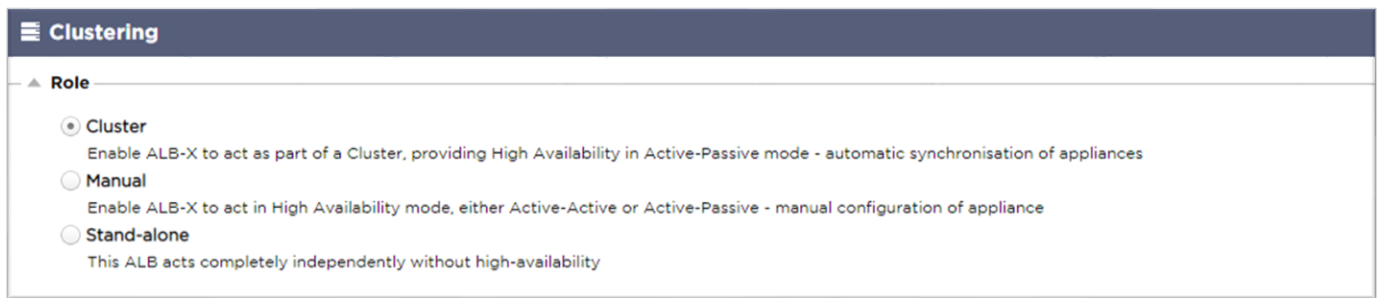 Clustering
Role
Cluster
Enable ALB-X to act as part of a Cluster, providing High Availability in Active-Passive mode - automatic synchronisation of appliances
Manual
Enable ALB-X to act in High Availability mode, either Active-Active or Active-Passive - manual configuration of appliance
Stand-alone
This ALB acts completely independently without high-availability